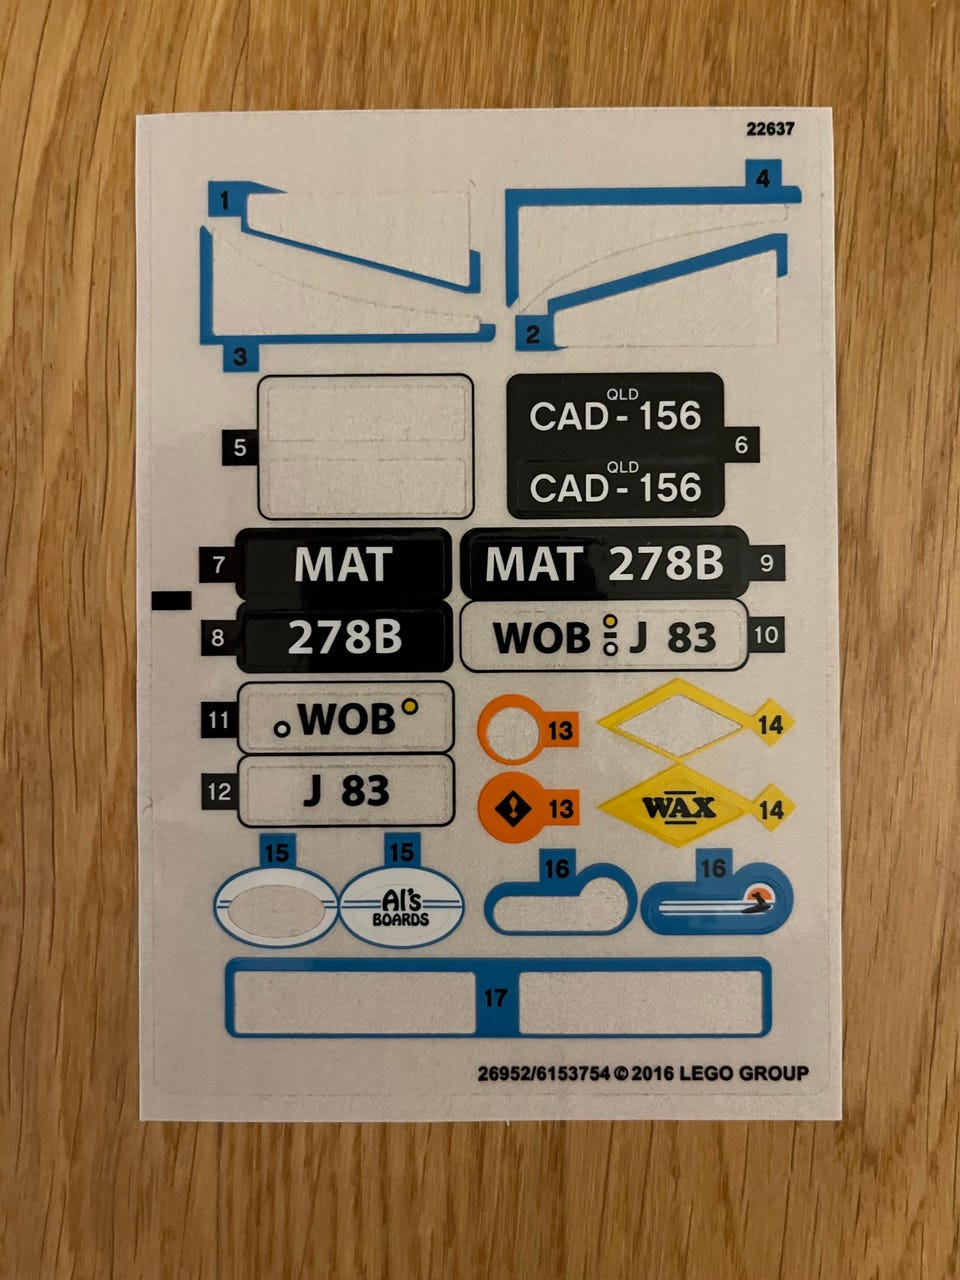 22637
1
4
3
2
5
QLD
CAD - 156
QLD
CAD - 156
6
7
MAT
MAT 278B
9
8
278B
WOB J 83
10
11
WOB
12
J 83
13
14
13
WAX
14
15
15
Al's
BOARDS
16
16
17
26952/6153754 © 2016 LEGO GROUP